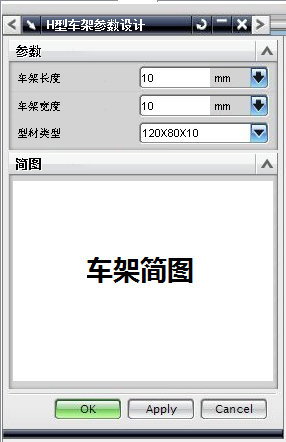 H型车架参数设计
参数
车架长度 10 mm
车架宽度 10 mm
型材类型 120X80X10
简图
车架简图
OK Apply Cancel